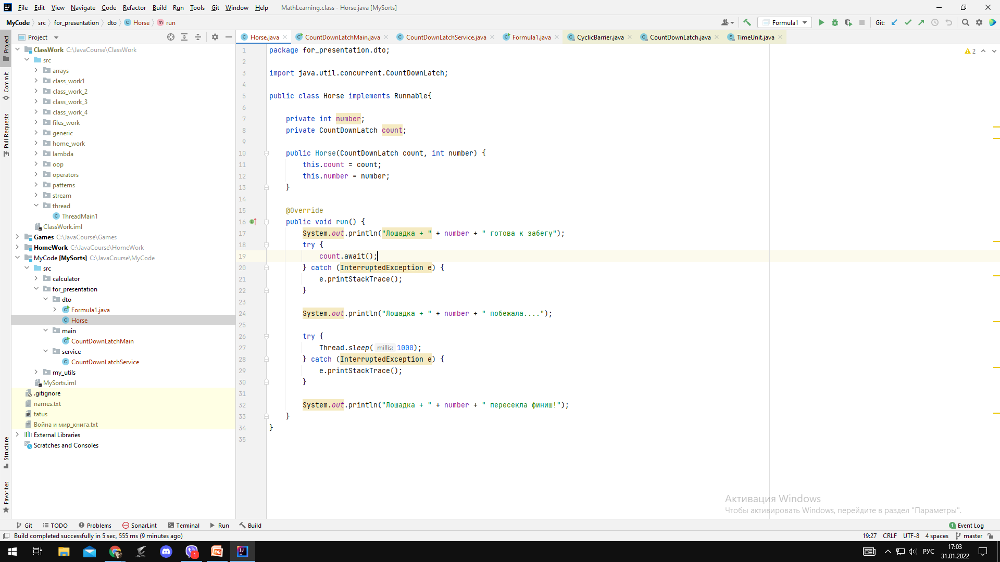 File Edit View Navigate Code Refactor Build Run Tools Git Window Help MathLearning.class - Horse.java [MySorts]
MyCode src for_presentation dto Horse run Formula1 Git:
Project
Horse.java CountDownLatchMain.java CountDownLatchService.java Formula1.java CyclicBarrier.java CountDownLatch.java TimeUnit.java
Project
Commit
Pull Requests
Structure
Favorites
ClassWork C:\JavaCourse\ClassWork
src
arrays
class_work1
class_work_2
class_work_3
class_work_4
files_work
generic
home_work
lambda
oop
operators
patterns
stream
thread
ThreadMain1
ClassWork.iml
Games C:\JavaCourse\Games
HomeWork C:\JavaCourse\HomeWork
MyCode [MySorts] C:\JavaCourse\MyCode
src
calculator
for_presentation
dto
Formula1.java
Horse
main
CountDownLatchMain
service
CountDownLatchService
my_utils
MySorts.iml
.gitignore
names.txt
tatus
Война и мир_книга.txt
External Libraries
Scratches and Consoles
1 package for_presentation.dto;
2
3 import java.util.concurrent.CountDownLatch;
4
5 public class Horse implements Runnable{
6
7 private int number;
8 private CountDownLatch count;
9
10 public Horse(CountDownLatch count, int number) {
11 this.count = count;
12 this.number = number;
13 }
14
15 @Override
16 public void run() {
17 System.out.println("Лошадка + " + number + " готова к забегу");
18 try {
19 count.await();
20 } catch (InterruptedException e) {
21 e.printStackTrace();
22 }
23
24 System.out.println("Лошадка + " + number + " побежала....");
25
26 try {
27 Thread.sleep( millis: 1000);
28 } catch (InterruptedException e) {
29 e.printStackTrace();
30 }
31
32 System.out.println("Лошадка + " + number + " пересекла финиш!");
33 }
34 }
35
2
Активация Windows
Чтобы активировать Windows, перейдите в раздел "Параметры".
Git TODO Problems SonarLint Terminal Run Build 1 Event Log
Build completed successfully in 5 sec, 555 ms (9 minutes ago) 19:27 CRLF UTF-8 4 spaces master
1 РУС 17:03
31.01.2022